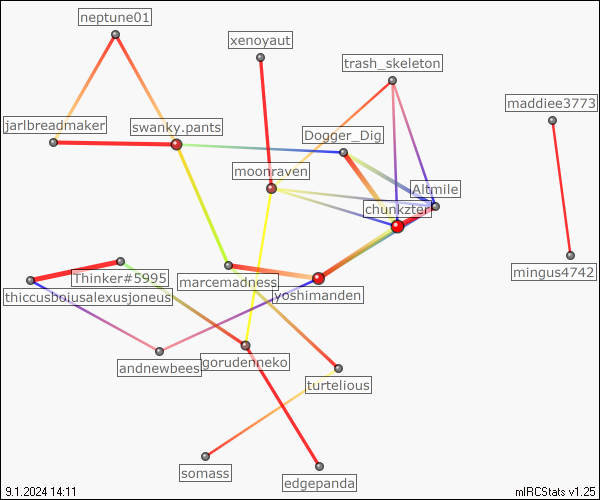 neptune01
xenoyaut
trash_skeleton
maddiee3773
jarlbreadmaker
swanky.pants
Dogger_Dig
moonraven
Altmile
chunkzter
Thinker#5995
marcemadness
mingus4742
thiccusboiusalexusjoneus
yoshimanden
andnewbees
gorudenneko
turtelious
somass
edgepanda
9.1.2024 14:11
mIRCStats v1.25